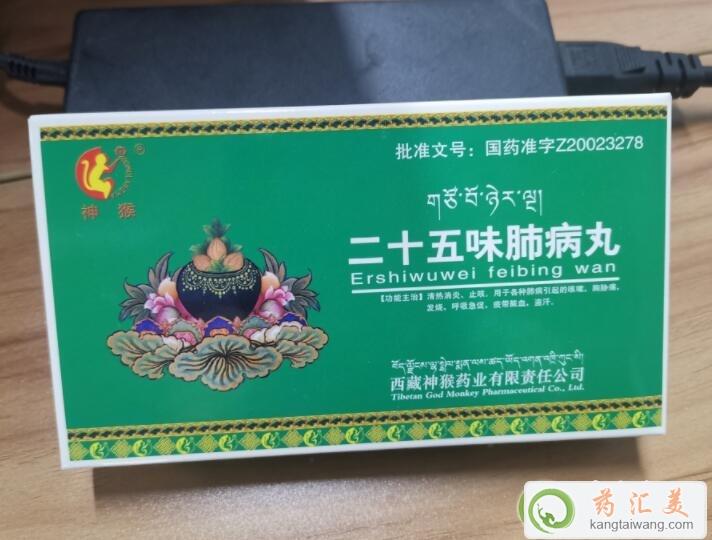 批准文号：国药准字Z20023278
神猴
®
二十五味肺病丸
Ershiwuwei feibing wan
【功能主治】清热消炎、止咳。用于各种肺病引起的咳嗽，胸胁痛，
发烧，呼吸急促，痰带脓血，盗汗。
西藏神猴药业有限责任公司
Tibetan God Monkey Pharmaceutical Co., Ltd.
药汇美
kangtaiwang.com